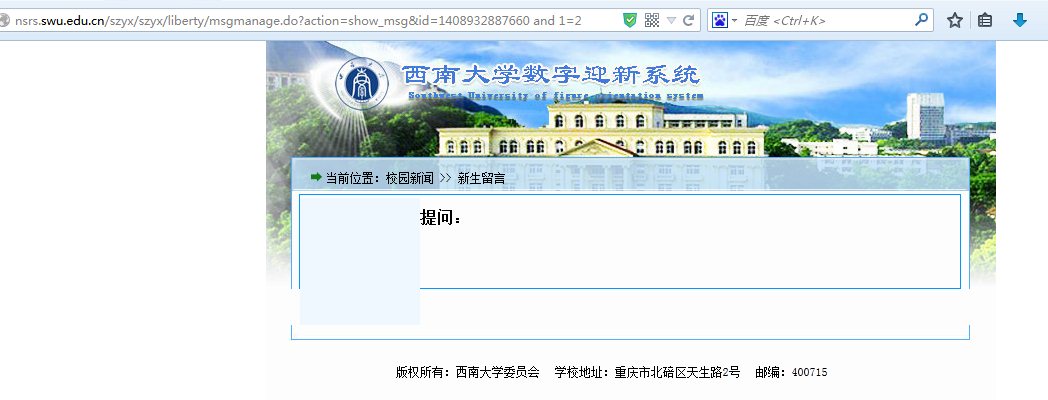 nsrs.swu.edu.cn/szyx/szyx/liberty/msgmanage.do?action=show_msg&id=1408932887660 and 1=2
百度 <Ctrl+K>
西南大学数字迎新系统
Southwest University of figure orientation system
当前位置：校园新闻 >> 新生留言
提问：
版权所有：西南大学委员会 学校地址：重庆市北碚区天生路2号 邮编：400715